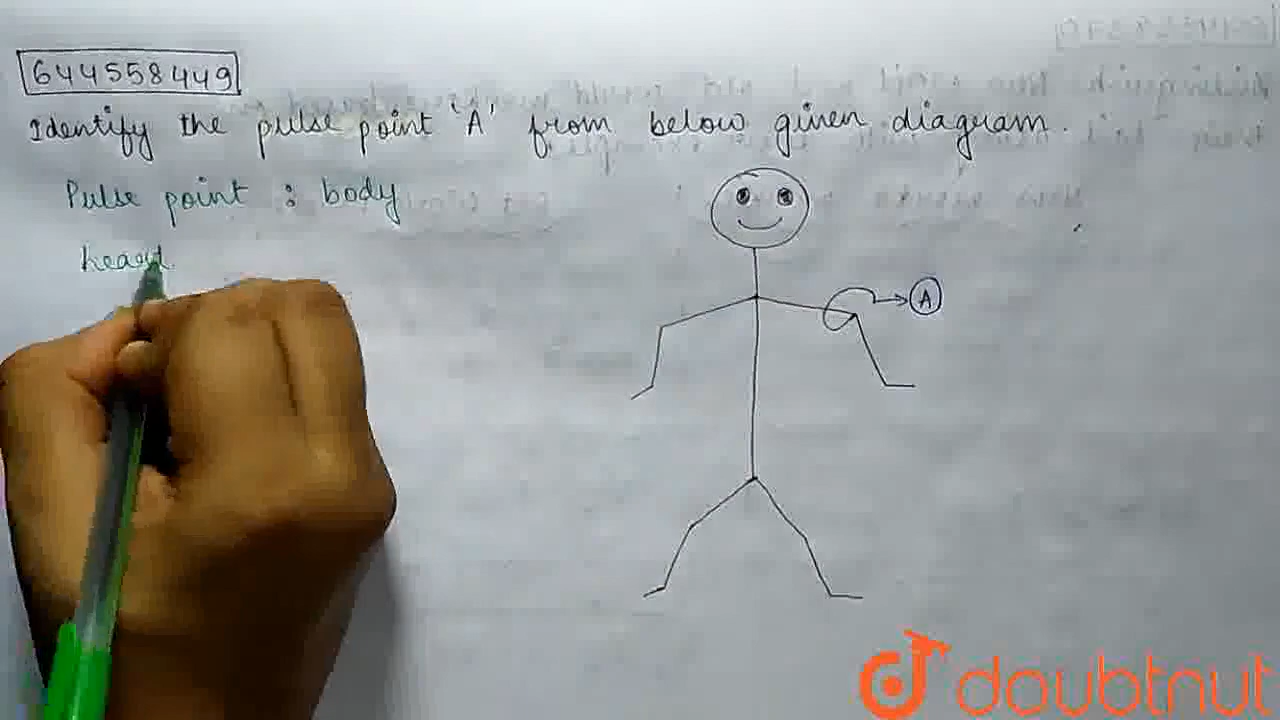 644558449
Identify the pulse point 'A' from below given diagram.
Pulse point : body
heart
A
doubtnut